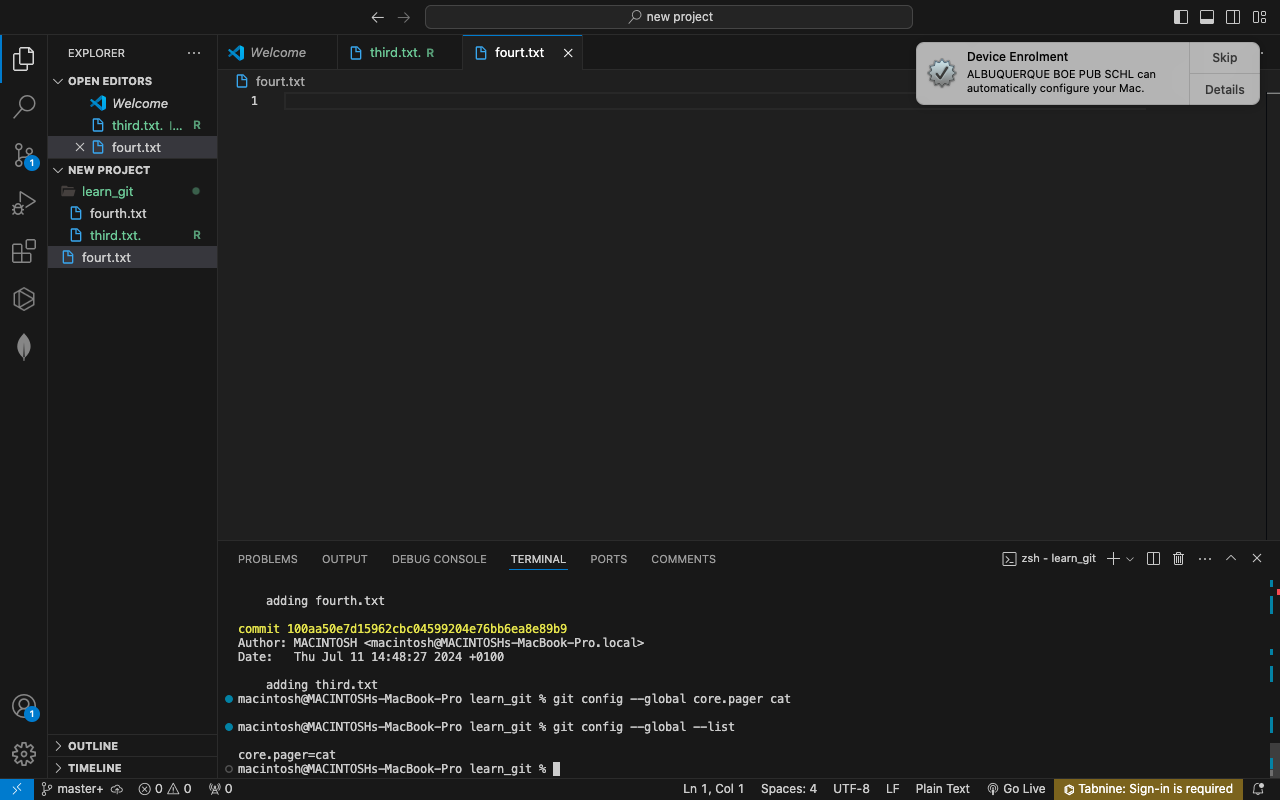 new project
EXPLORER
Welcome
third.txt. R
fourt.txt
Device Enrolment
ALBUQUERQUE BOE PUB SCHL can
automatically configure your Mac.
Skip
Details
OPEN EDITORS
Welcome
third.txt. |... R
fourt.txt
NEW PROJECT
learn_git
fourth.txt
third.txt. R
fourt.txt
fourt.txt
1
1
PROBLEMS OUTPUT DEBUG CONSOLE TERMINAL PORTS COMMENTS
zsh - learn_git
adding fourth.txt
commit 100aa50e7d15962cbc04599204e76bb6ea8e89b9
Author: MACINTOSH <macintosh@MACINTOSHs-MacBook-Pro.local>
Date: Thu Jul 11 14:48:27 2024 +0100
adding third.txt
macintosh@MACINTOSHs-MacBook-Pro learn_git % git config --global core.pager cat
macintosh@MACINTOSHs-MacBook-Pro learn_git % git config --global --list
core.pager=cat
macintosh@MACINTOSHs-MacBook-Pro learn_git %
1
OUTLINE
TIMELINE
master+ 0 0 0 Ln 1, Col 1 Spaces: 4 UTF-8 LF Plain Text Go Live Tabnine: Sign-in is required